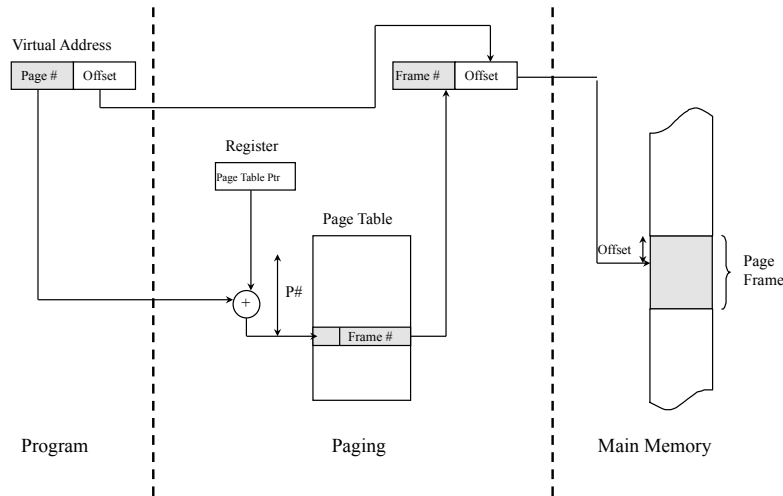 Virtual Address
Page #
Offset
Frame #
Offset
Register
Page Table Ptr
Page Table
P#
+
Frame #
Offset
Page
Frame
Program
Paging
Main Memory